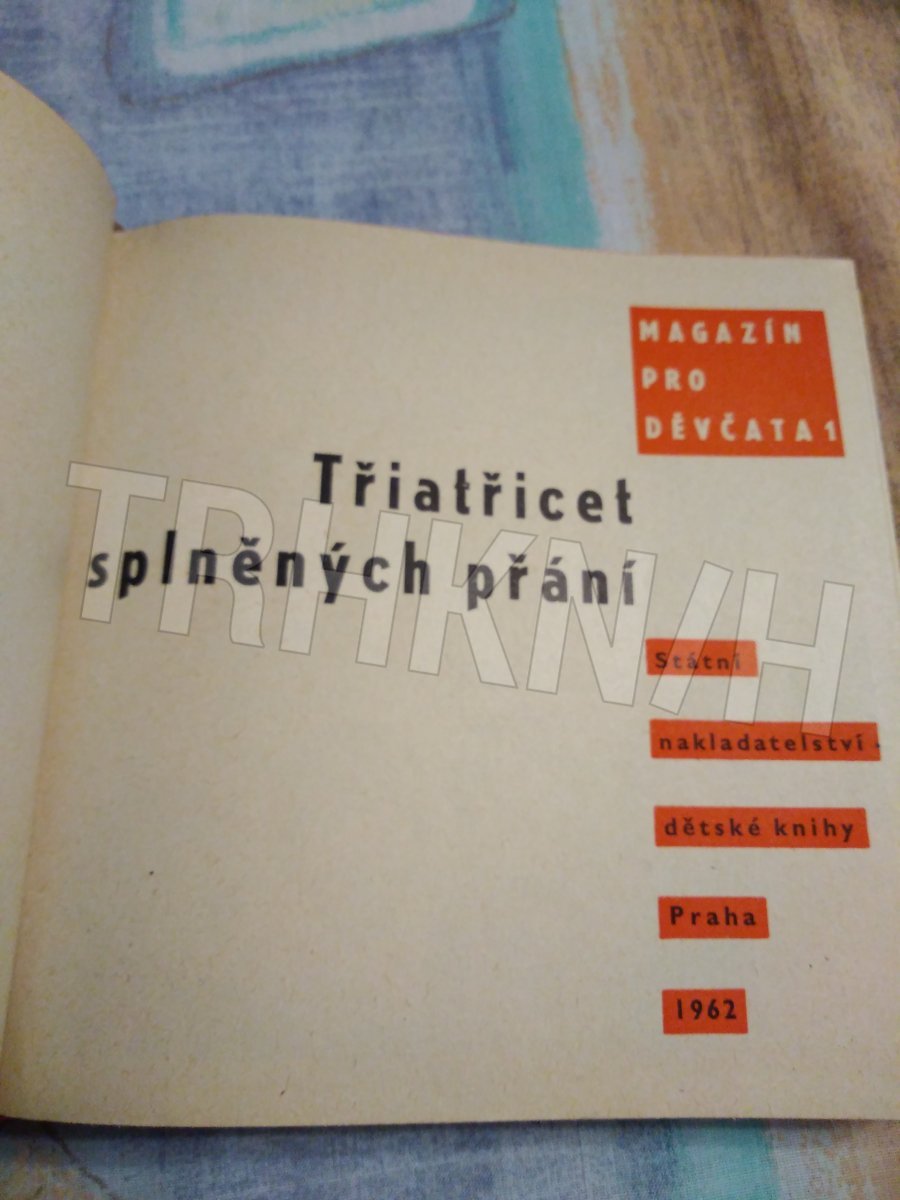 MAGAZÍN
PRO
DĚVČATA 1
Třiatřicet
splněných přání
TRHKNIH
Státní
nakladatelství
dětské knihy
Praha
1962